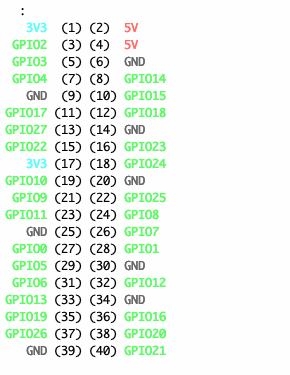 :
3V3 (1) (2) 5V
GPIO2 (3) (4) 5V
GPIO3 (5) (6) GND
GPIO4 (7) (8) GPIO14
GND (9) (10) GPIO15
GPIO17 (11) (12) GPIO18
GPIO27 (13) (14) GND
GPIO22 (15) (16) GPIO23
3V3 (17) (18) GPIO24
GPIO10 (19) (20) GND
GPIO9 (21) (22) GPIO25
GPIO11 (23) (24) GPIO8
GND (25) (26) GPIO7
GPIO0 (27) (28) GPIO1
GPIO5 (29) (30) GND
GPIO6 (31) (32) GPIO12
GPIO13 (33) (34) GND
GPIO19 (35) (36) GPIO16
GPIO26 (37) (38) GPIO20
GND (39) (40) GPIO21